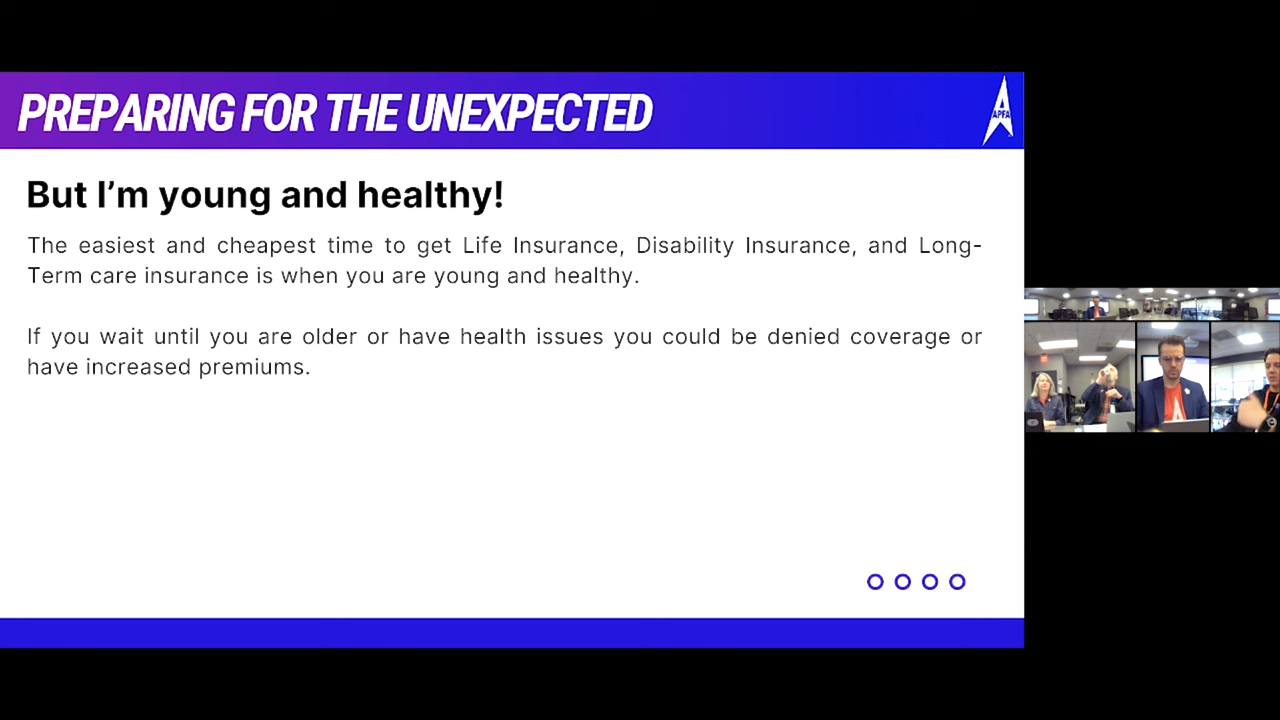 PREPARING FOR THE UNEXPECTED
APFA
But I’m young and healthy!
The easiest and cheapest time to get Life Insurance, Disability Insurance, and Long-
Term care insurance is when you are young and healthy.
If you wait until you are older or have health issues you could be denied coverage or
have increased premiums.